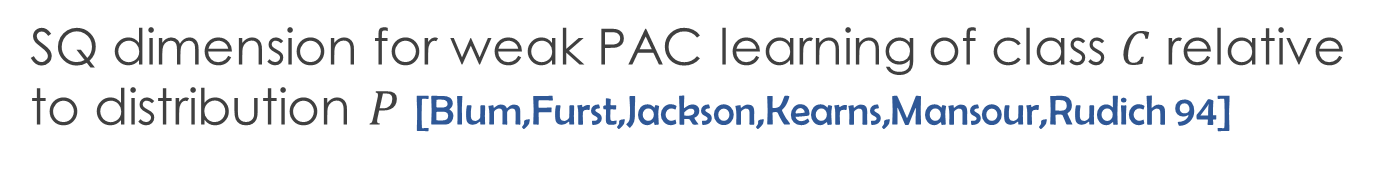 SQ dimension for weak PAC learning of class 𝐶 relative
to distribution 𝑃 [Blum,Furst,Jackson,Kearns,Mansour,Rudich 94]